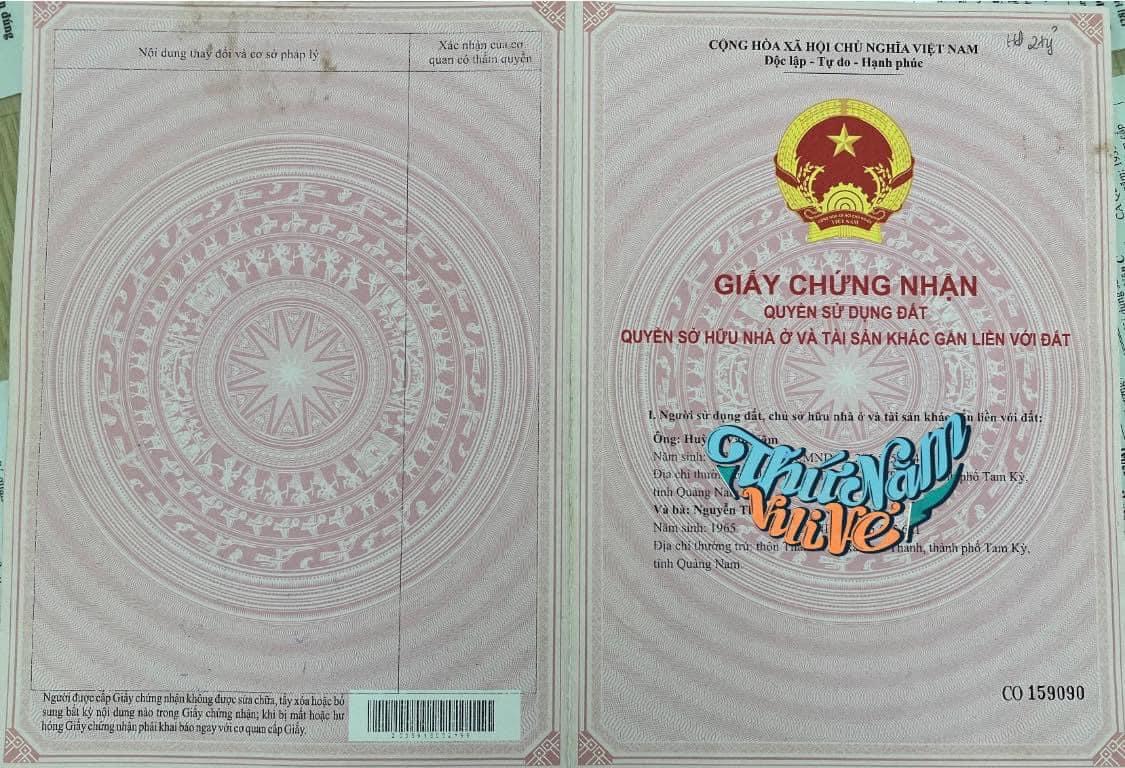 Nội dung thay đổi và cơ sở pháp lý
Xác nhận của cơ
quan có thẩm quyền
Người được cấp Giấy chứng nhận không được sửa chữa, tẩy xóa hoặc bổ
sung bất kỳ nội dung nào trong Giấy chứng nhận; khi bị mất hoặc hư
hỏng Giấy chứng nhận phải khai báo ngay với cơ quan cấp Giấy.
CỘNG HÒA XÃ HỘI CHỦ NGHĨA VIỆT NAM
Độc lập - Tự do - Hạnh phúc
VIỆT NAM
GIẤY CHỨNG NHẬN
QUYỀN SỬ DỤNG ĐẤT
QUYỀN SỞ HỮU NHÀ Ở VÀ TÀI SẢN KHÁC GẮN LIỀN VỚI ĐẤT
I. Người sử dụng đất, chủ sở hữu nhà ở và tài sản khác gắn liền với đất:
Ông:
Năm sinh:
Địa chỉ phố Tam Kỳ,
tỉnh Quảng Nam
Thứ Năm
Vui Vẻ
Và bà: Nguyễn
Năm sinh: 1965
Địa chỉ thường trú: thôn Thành, thành phố Tam Kỳ,
tỉnh Quảng Nam.
CO 159090